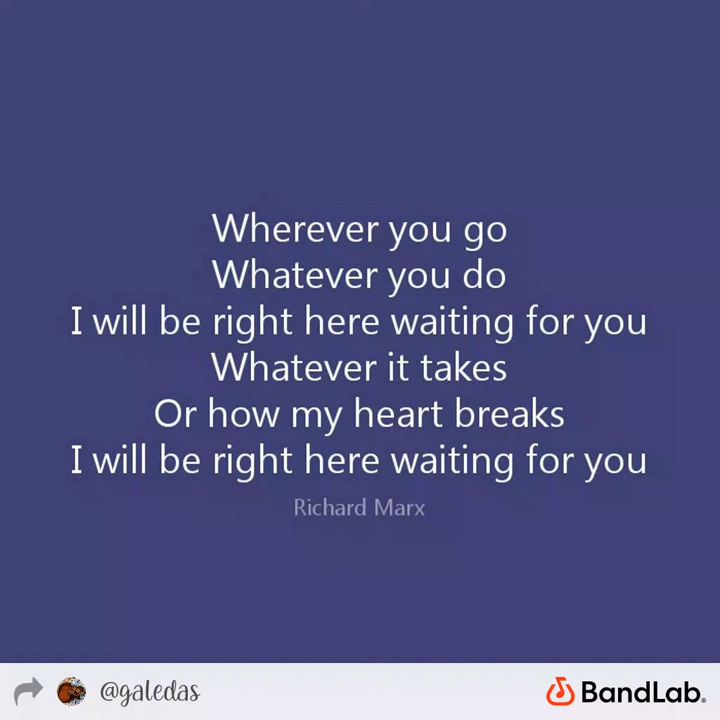 Wherever you go
Whatever you do
I will be right here waiting for you
Whatever it takes
Or how my heart breaks
I will be right here waiting for you
Richard Marx
@galedas
BandLab®